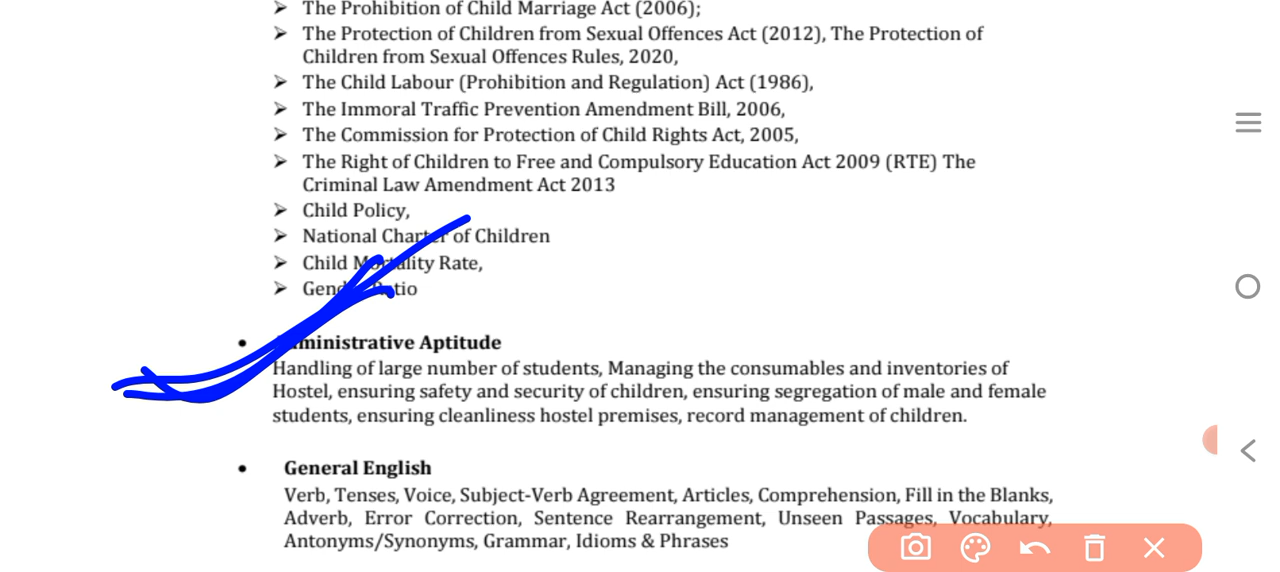 ➢ The Prohibition of Child Marriage Act (2006);
➢ The Protection of Children from Sexual Offences Act (2012), The Protection of
Children from Sexual Offences Rules, 2020,
➢ The Child Labour (Prohibition and Regulation) Act (1986),
➢ The Immoral Traffic Prevention Amendment Bill, 2006,
➢ The Commission for Protection of Child Rights Act, 2005,
➢ The Right of Children to Free and Compulsory Education Act 2009 (RTE) The
Criminal Law Amendment Act 2013
➢ Child Policy,
➢ National Charter of Children
➢ Child Mortality Rate,
➢ Gender Ratio
• Administrative Aptitude
Handling of large number of students, Managing the consumables and inventories of
Hostel, ensuring safety and security of children, ensuring segregation of male and female
students, ensuring cleanliness hostel premises, record management of children.
• General English
Verb, Tenses, Voice, Subject-Verb Agreement, Articles, Comprehension, Fill in the Blanks,
Adverb, Error Correction, Sentence Rearrangement, Unseen Passages, Vocabulary,
Antonyms/Synonyms, Grammar, Idioms & Phrases